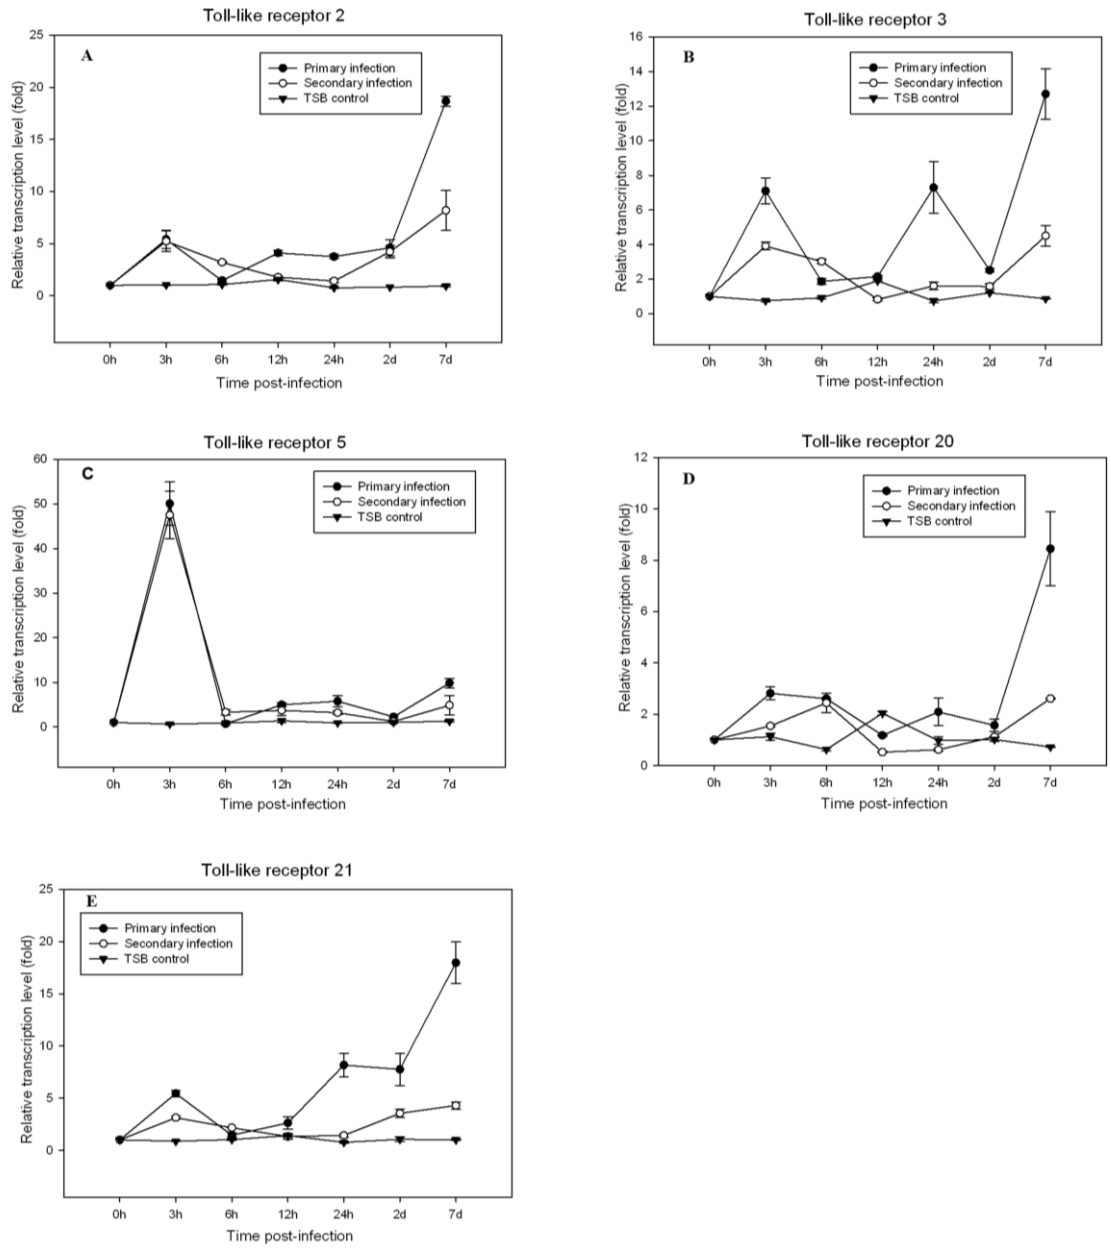 Toll-like receptor 2
A
Primary infection
Secondary infection
TSB control
Relative transcription level (fold)
25
20
15
10
5
0
0h 3h 6h 12h 24h 2d 7d
Time post-infection
Toll-like receptor 3
B
Primary infection
Secondary infection
TSB control
Relative transcription level (fold)
16
14
12
10
8
6
4
2
0
0h 3h 6h 12h 24h 2d 7d
Time post-infection
Toll-like receptor 5
C
Primary infection
Secondary infection
TSB control
Relative transcription level (fold)
60
50
40
30
20
10
0
0h 3h 6h 12h 24h 2d 7d
Time post-infection
Toll-like receptor 20
D
Primary infection
Secondary infection
TSB control
Relative transcription level (fold)
12
10
8
6
4
2
0
0h 3h 6h 12h 24h 2d 7d
Time post-infection
Toll-like receptor 21
E
Primary infection
Secondary infection
TSB control
Relative transcription level (fold)
25
20
15
10
5
0
0h 3h 6h 12h 24h 2d 7d
Time post-infection